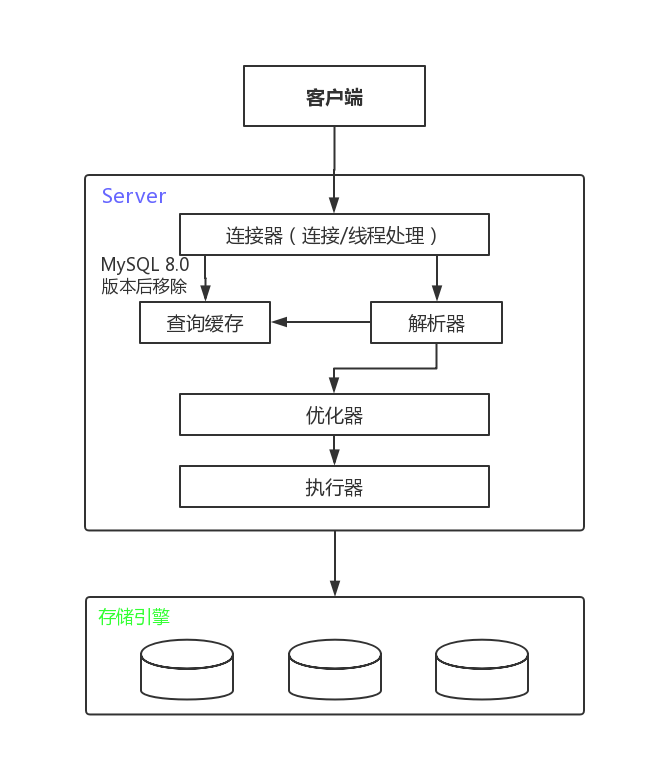 客户端
Server
连接器（连接/线程处理）
MySQL 8.0
版本后移除
查询缓存
解析器
优化器
执行器
存储引擎